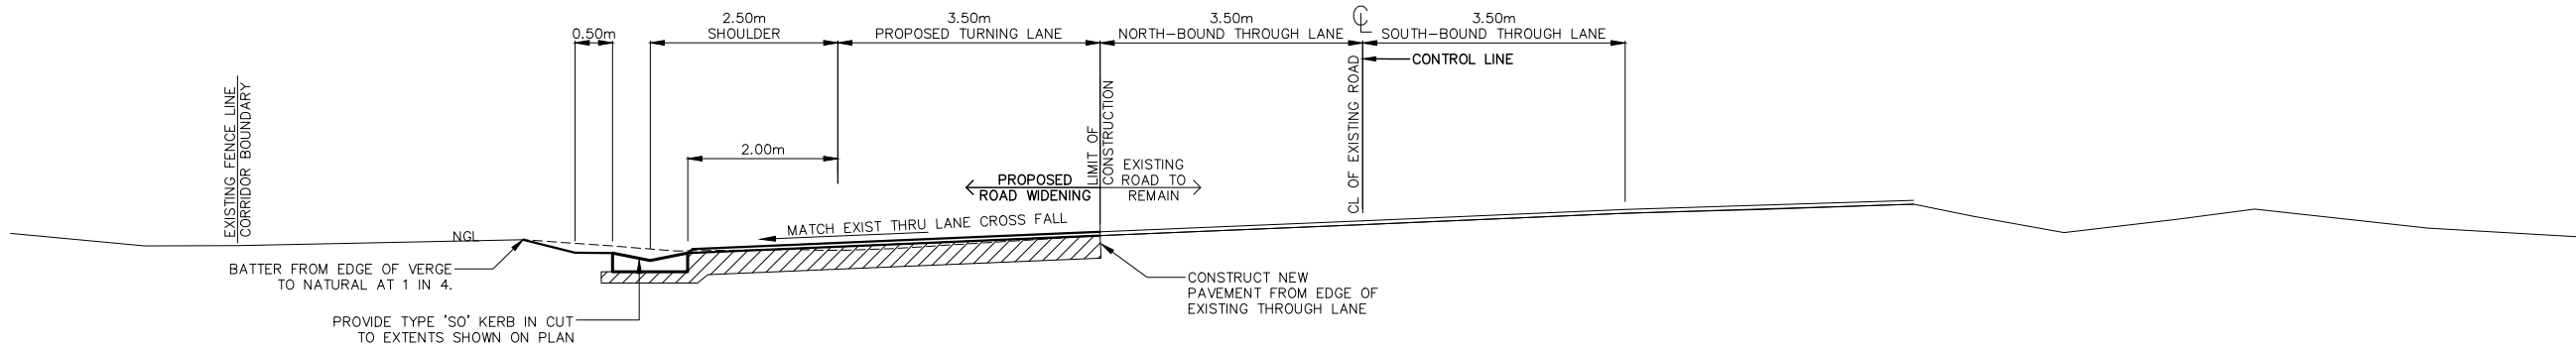 0.50m
2.50m
SHOULDER
3.50m
PROPOSED TURNING LANE
3.50m
NORTH-BOUND THROUGH LANE
CL
3.50m
SOUTH-BOUND THROUGH LANE
CONTROL LINE
EXISTING FENCE LINE
CORRIDOR BOUNDARY
2.00m
LIMIT OF
CONSTRUCTION
PROPOSED
ROAD WIDENING
EXISTING
ROAD TO
REMAIN
CL OF EXISTING ROAD
NGL
MATCH EXIST THRU LANE CROSS FALL
BATTER FROM EDGE OF VERGE
TO NATURAL AT 1 IN 4.
PROVIDE TYPE 'SO' KERB IN CUT
TO EXTENTS SHOWN ON PLAN
CONSTRUCT NEW
PAVEMENT FROM EDGE OF
EXISTING THROUGH LANE